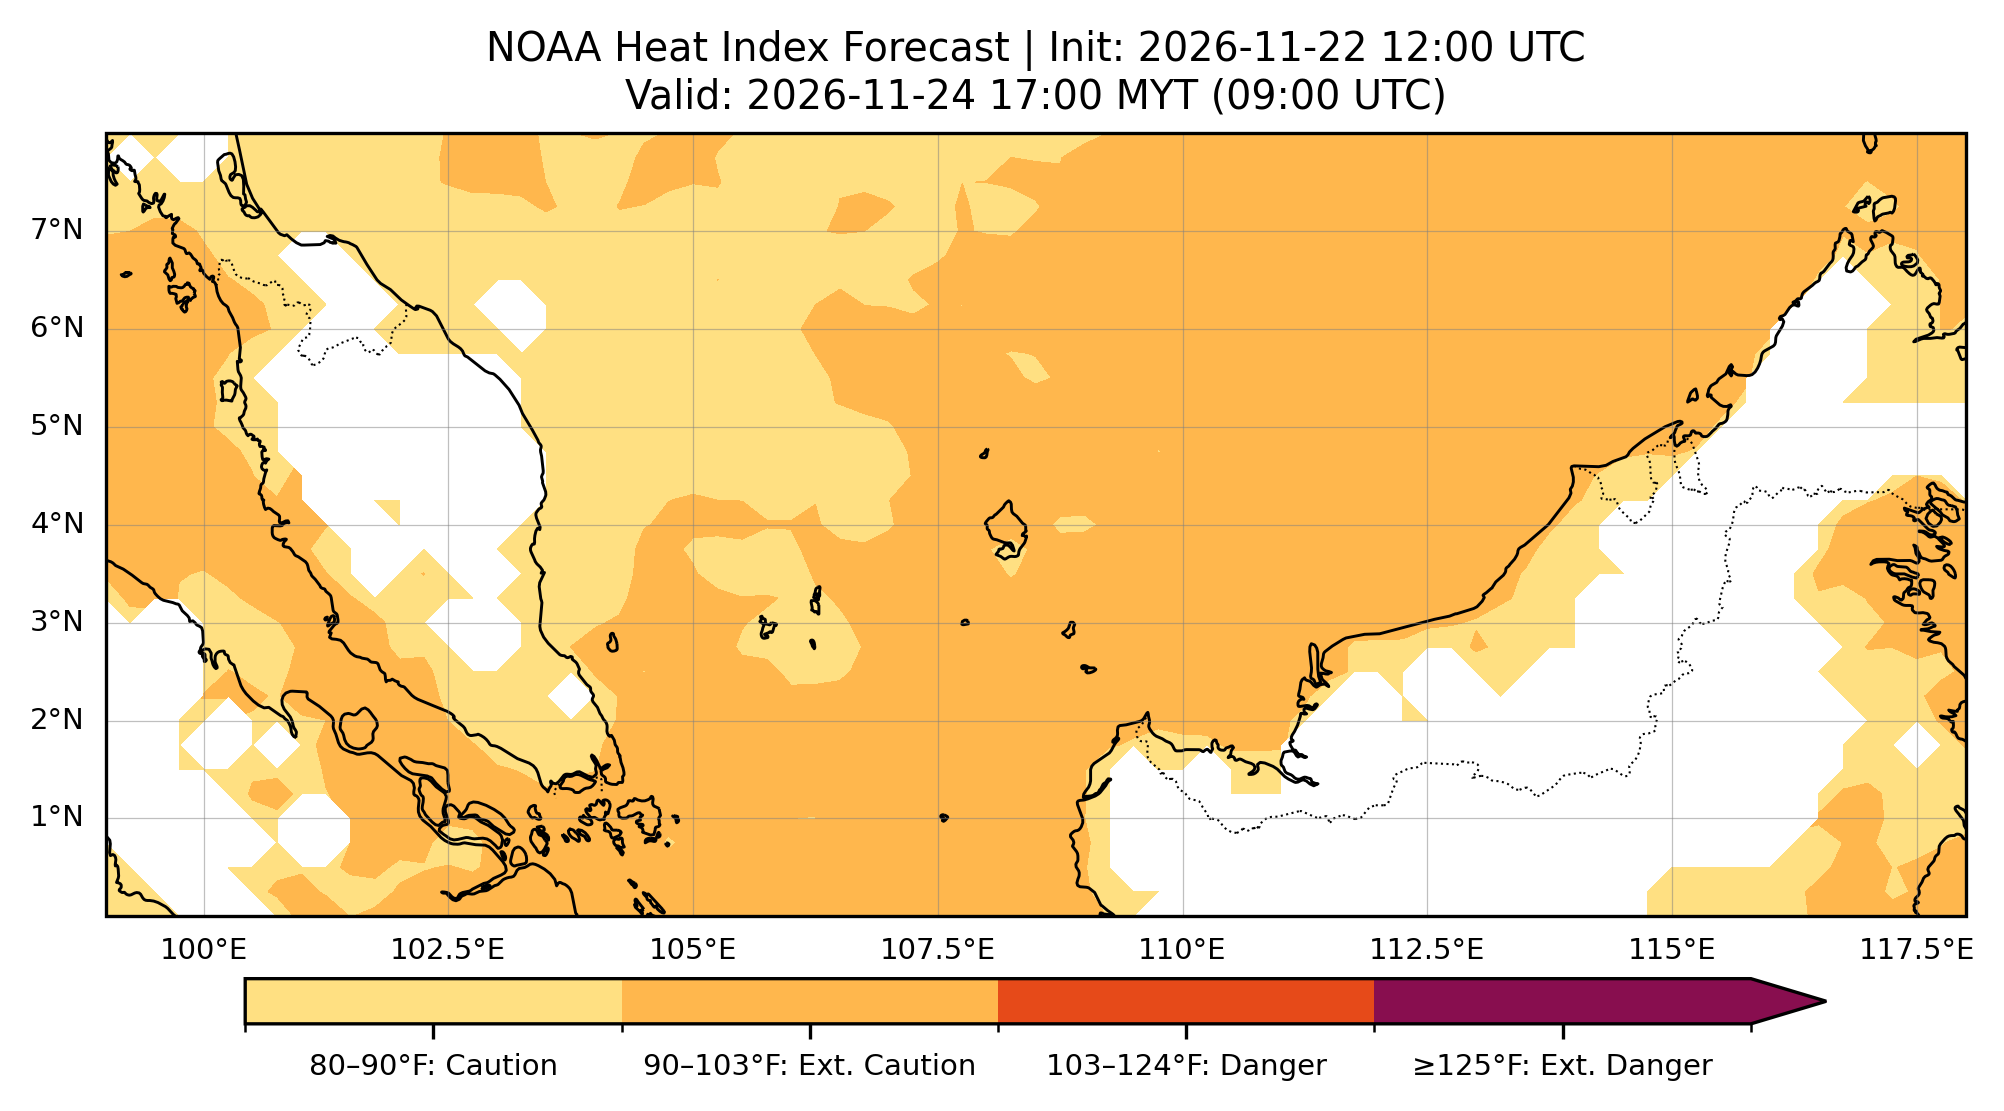 NOAA Heat Index Forecast | Init: 2026-11-22 12:00 UTC
Valid: 2026-11-24 17:00 MYT (09:00 UTC)
7°N
6°N
5°N
4°N
3°N
2°N
1°N
100°E 102.5°E 105°E 107.5°E 110°E 112.5°E 115°E 117.5°E
80–90°F: Caution 90–103°F: Ext. Caution 103–124°F: Danger ≥125°F: Ext. Danger